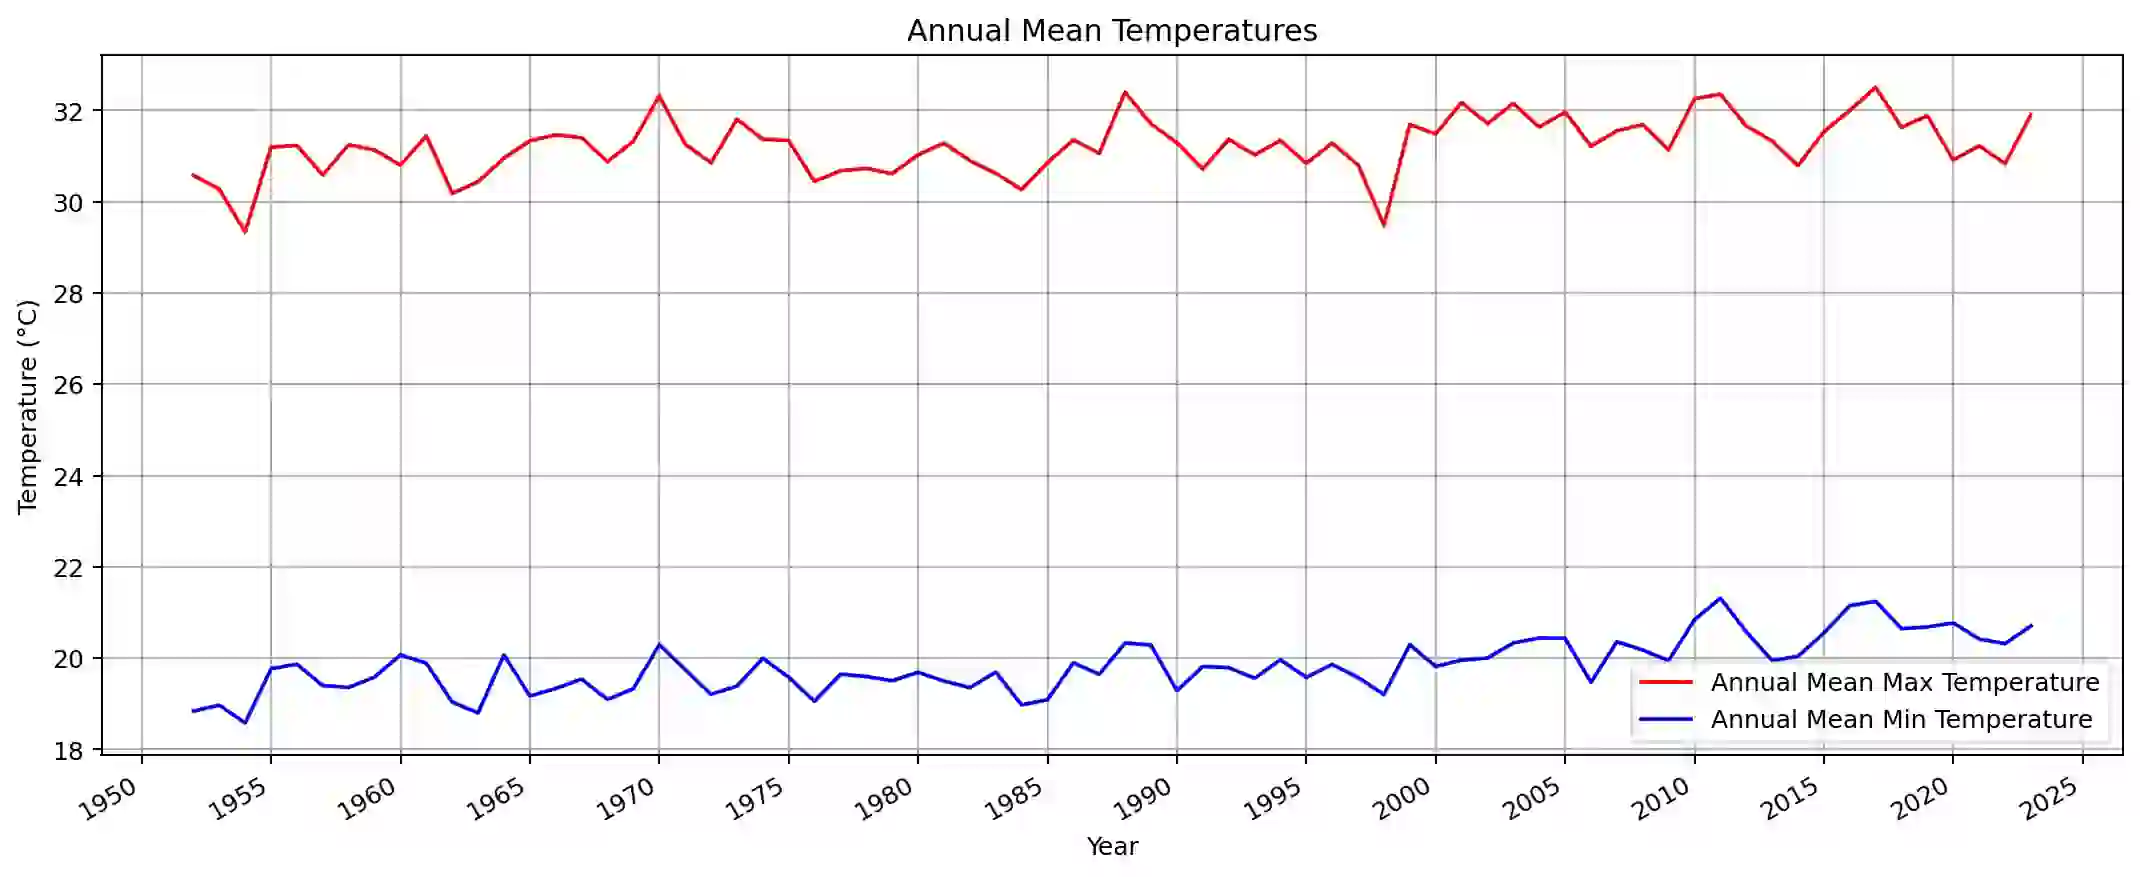 Annual Mean Temperatures
Temperature (°C)
32
30
28
26
24
22
20
18
Annual Mean Max Temperature
Annual Mean Min Temperature
1950 1955 1960 1965 1970 1975 1980 1985 1990 1995 2000 2005 2010 2015 2020 2025
Year